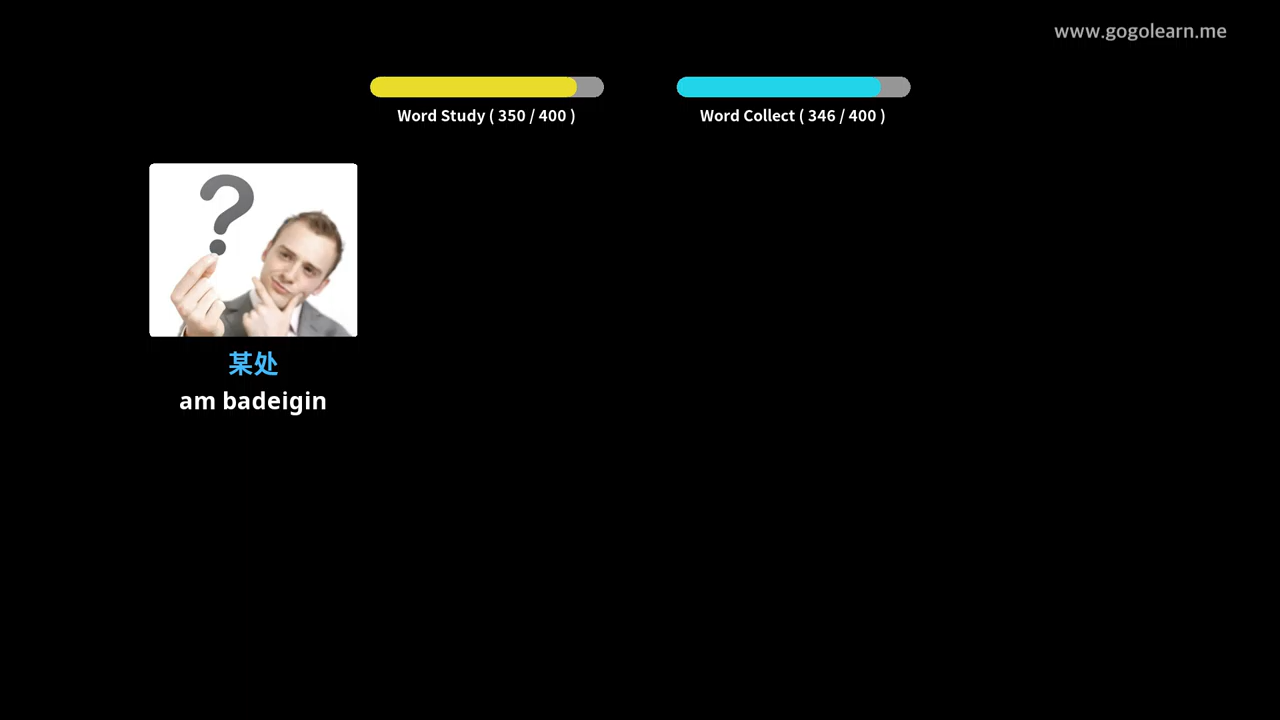 www.gogolearn.me
Word Study ( 350 / 400 )
Word Collect ( 346 / 400 )
?
某处
am badeigin